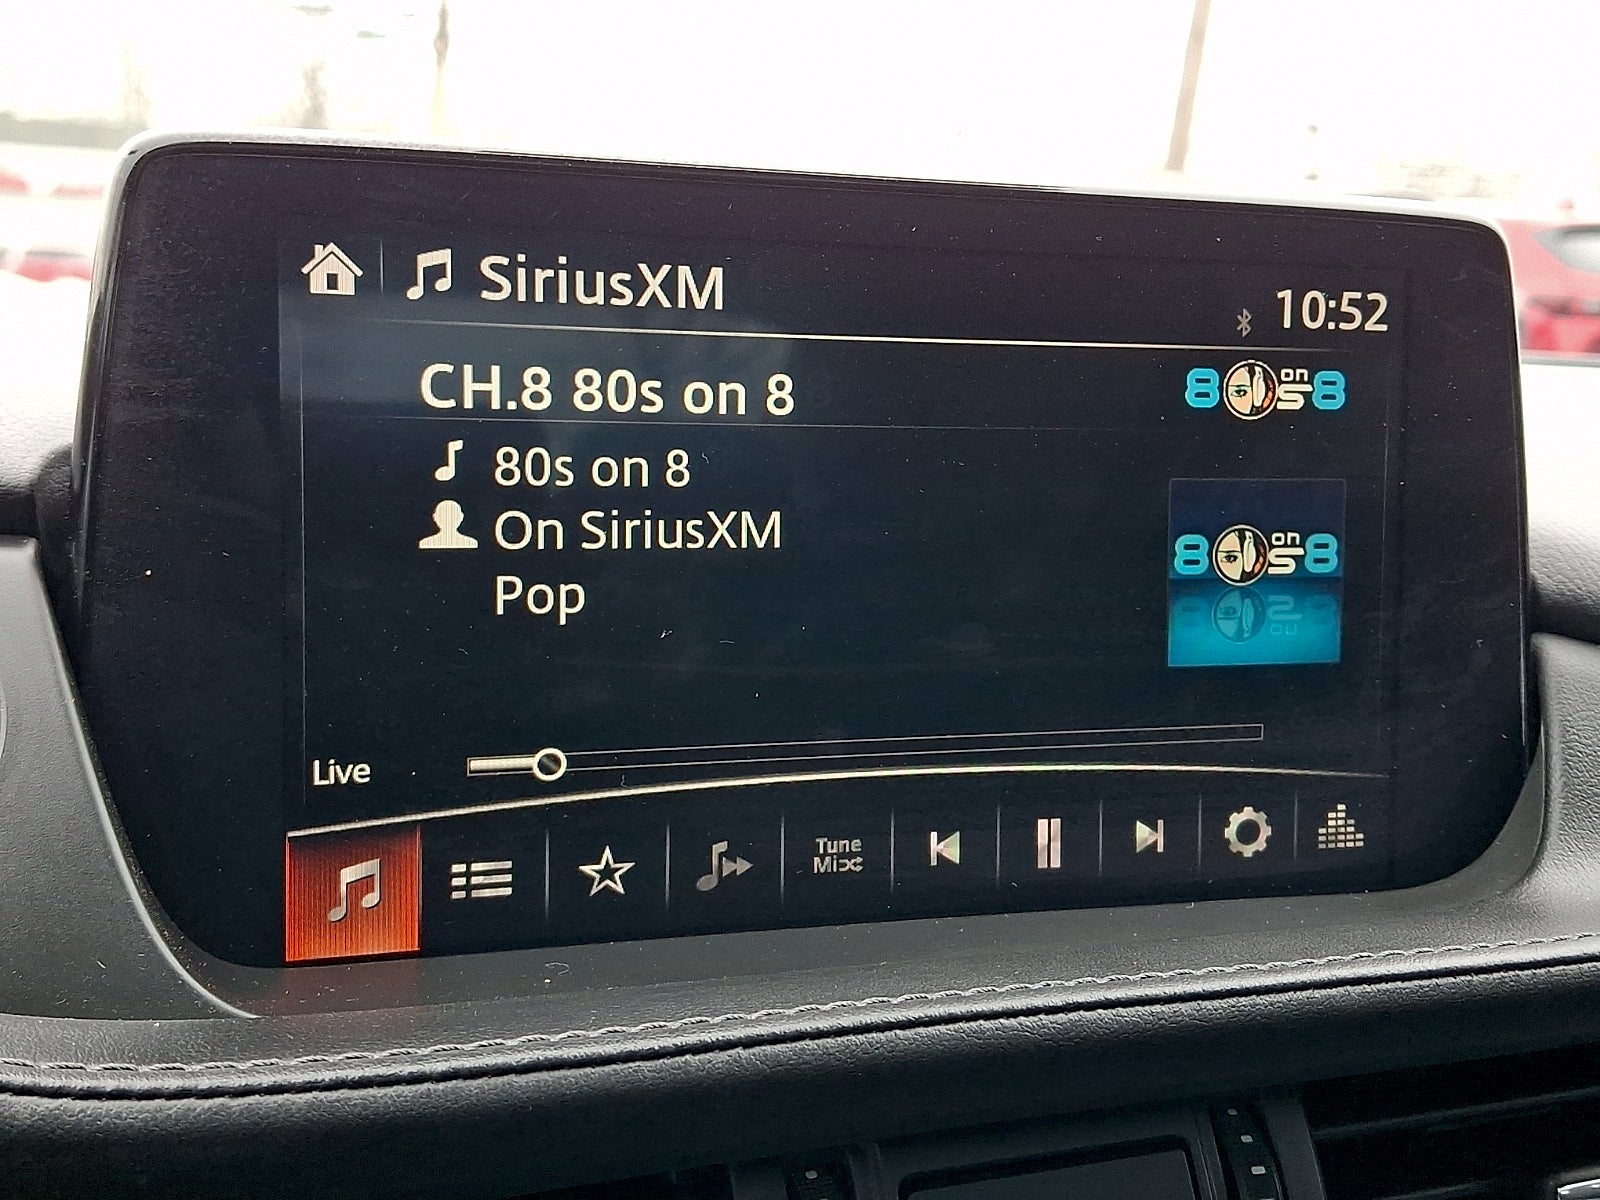 SiriusXM
10:52
CH.8 80s on 8
80s on 8
80s on 8
On SiriusXM
80s on 8
Pop
Live
Tune
Mix